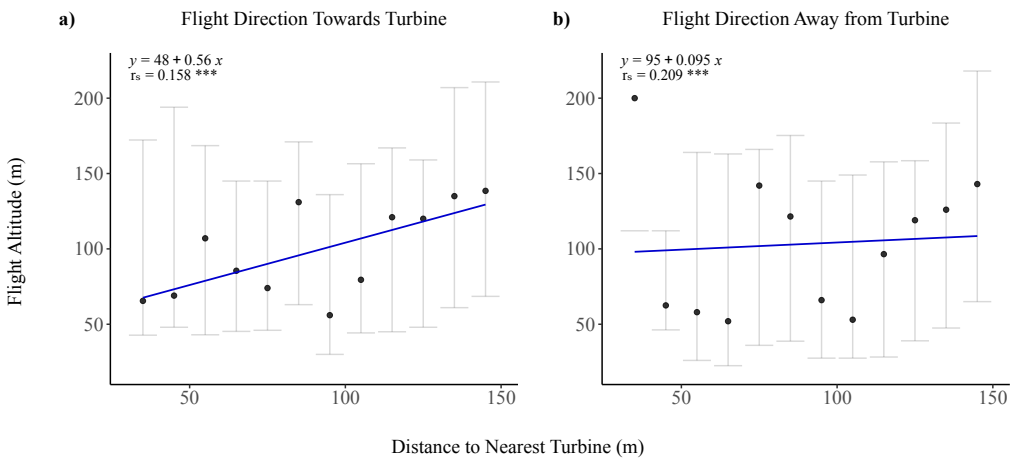 a) Flight Direction Towards Turbine
y = 48 + 0.56 x
rₛ = 0.158 ***
200
150
100
50
50 100 150
b) Flight Direction Away from Turbine
y = 95 + 0.095 x
rₛ = 0.209 ***
200
150
100
50
50 100 150
Flight Altitude (m)
Distance to Nearest Turbine (m)